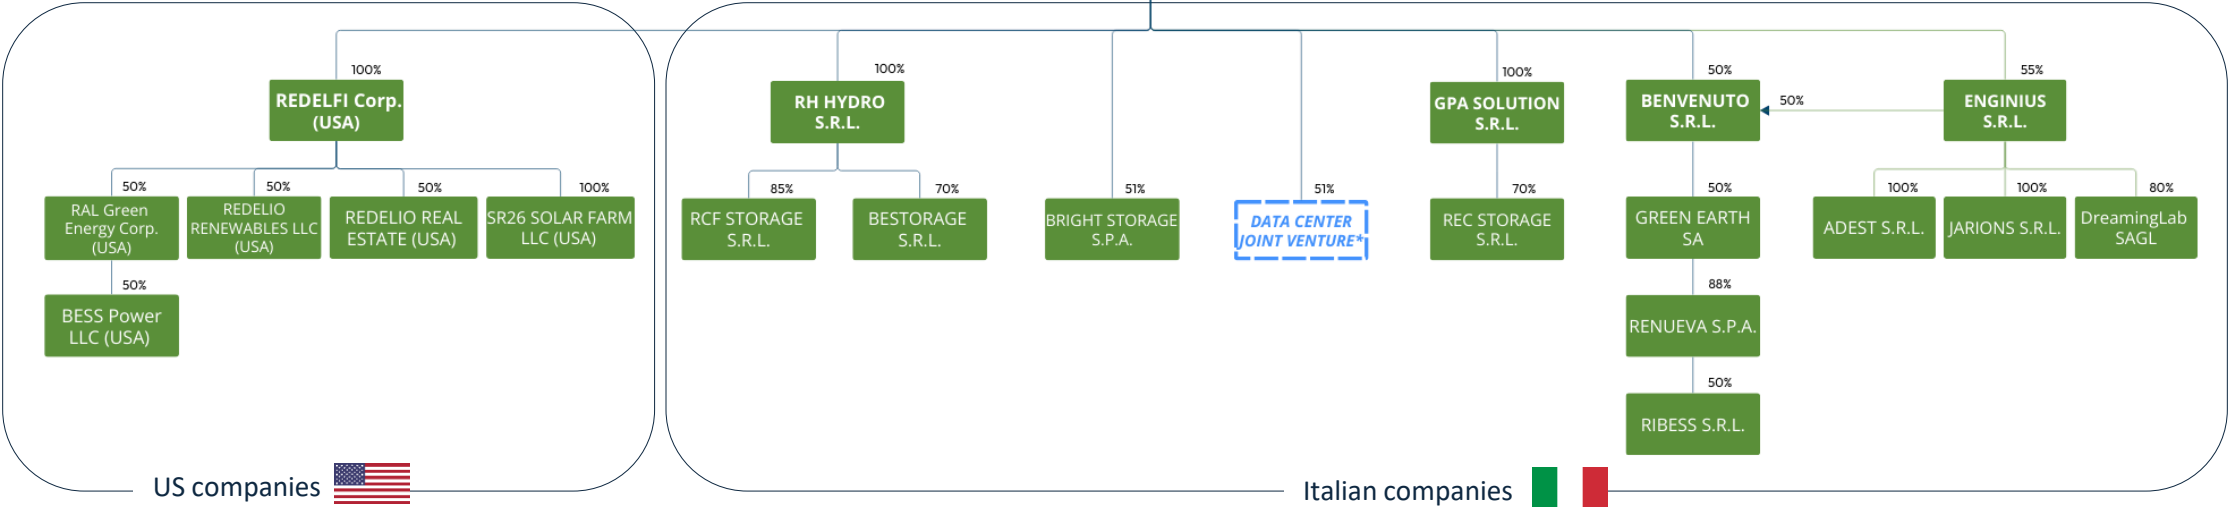 100%
REDELFI Corp.
(USA)
50%
RAL Green
Energy Corp.
(USA)
50%
REDELIO
RENEWABLES LLC
(USA)
50%
REDELIO REAL
ESTATE (USA)
100%
SR26 SOLAR FARM
LLC (USA)
50%
BESS Power
LLC (USA)
US companies
100%
RH HYDRO
S.R.L.
85%
RCF STORAGE
S.R.L.
70%
BESTORAGE
S.R.L.
51%
BRIGHT STORAGE
S.P.A.
51%
DATA CENTER
JOINT VENTURE*
100%
GPA SOLUTION
S.R.L.
70%
REC STORAGE
S.R.L.
50%
BENVENUTO
S.R.L.
50%
55%
ENGINIUS
S.R.L.
50%
GREEN EARTH
SA
88%
RENUEVA S.P.A.
50%
RIBESS S.R.L.
100%
ADEST S.R.L.
100%
JARIONS S.R.L.
80%
DreamingLab
SAGL
Italian companies